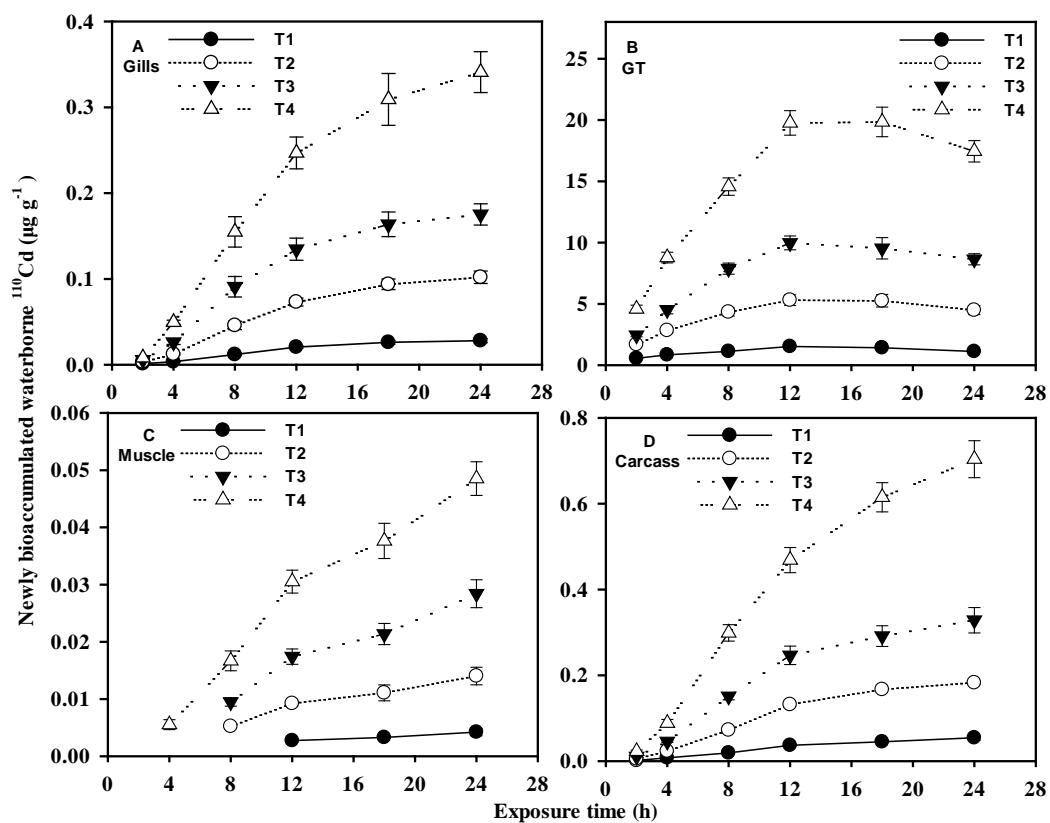 Newly bioaccumulated waterborne ¹¹⁰Cd (µg g⁻¹)
A
Gills
T1
T2
T3
T4
0.4
0.3
0.2
0.1
0.0
0 4 8 12 16 20 24 28
B
GT
T1
T2
T3
T4
25
20
15
10
5
0
0 4 8 12 16 20 24 28
C
Muscle
T1
T2
T3
T4
0.06
0.05
0.04
0.03
0.02
0.01
0.00
0 4 8 12 16 20 24 28
D
Carcass
T1
T2
T3
T4
0.8
0.6
0.4
0.2
0.0
0 4 8 12 16 20 24 28
Exposure time (h)